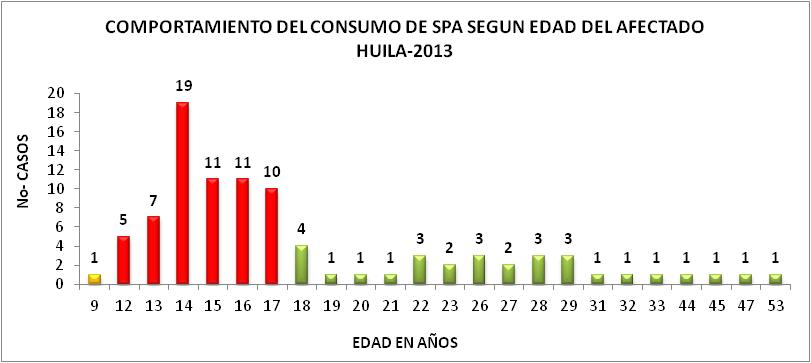 COMPORTAMIENTO DEL CONSUMO DE SPA SEGUN EDAD DEL AFECTADO
HUILA-2013
No- CASOS
20
18
16
14
12
10
8
6
4
2
0
1 5 7 19 11 11 10 4 1 1 1 3 2 3 2 3 3 1 1 1 1 1 1 1
9 12 13 14 15 16 17 18 19 20 21 22 23 26 27 28 29 31 32 33 44 45 47 53
EDAD EN AÑOS